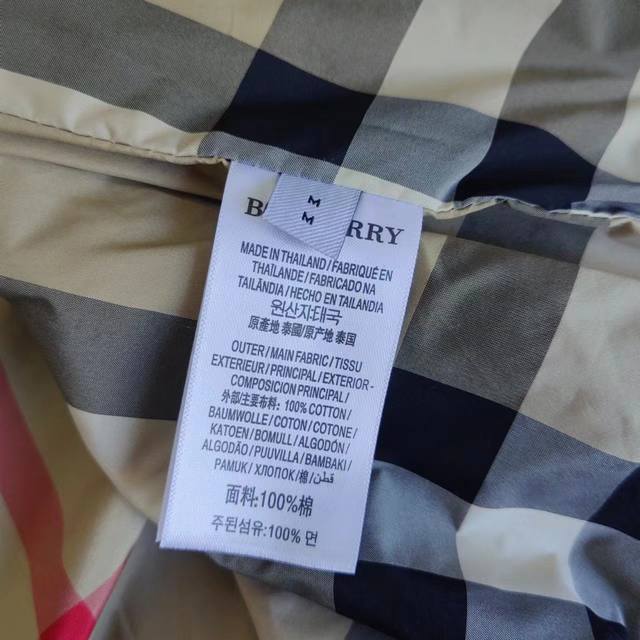 M
M
B RRY
MADE IN THAILAND / FABRIQUÉ EN
THAILANDE / FABRICADO NA
TAILÂNDIA / HECHO EN TAILANDIA
원산지태국
原產地 泰國/原产地 泰国
OUTER / MAIN FABRIC / TISSU
EXTERIEUR / PRINCIPAL / EXTERIOR -
COMPOSICION PRINCIPAL /
外部主要布料: 100% COTTON /
BAUMWOLLE / COTON / COTONE /
KATOEN / BOMULL / ALGODÓN /
ALGODÃO / PUUVILLA / BAMBAKI /
PAMUK / ХЛОПОК / 棉 / قطن
面料:100%棉
주된섬유:100% 면